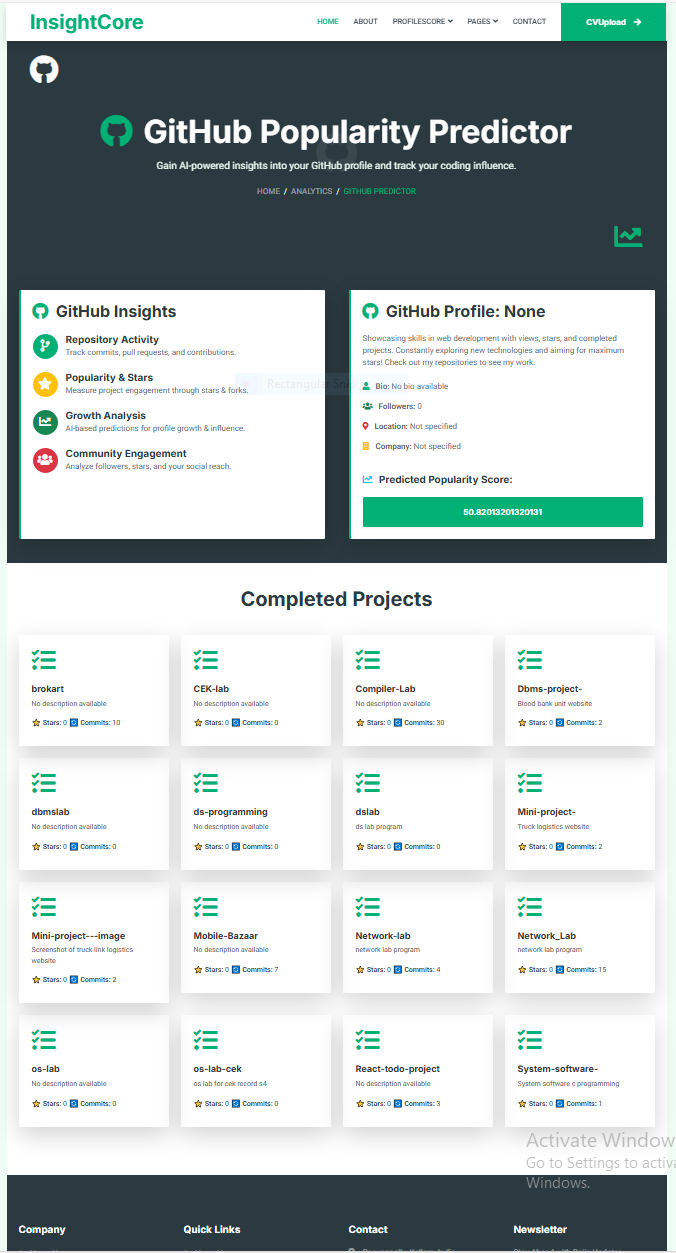 InsightCore
HOME ABOUT PROFILESCORE PAGES CONTACT CVUpload
GitHub Popularity Predictor
Gain AI-powered insights into your GitHub profile and track your coding influence.
HOME / ANALYTICS / GITHUB PREDICTOR
GitHub Insights
Repository Activity
Track commits, pull requests, and contributions.
Popularity & Stars
Measure project engagement through stars & forks.
Growth Analysis
AI-based predictions for profile growth & influence.
Community Engagement
Analyze followers, stars, and your social reach.
Rectangular Snip
GitHub Profile: None
Showcasing skills in web development with views, stars, and completed
projects. Constantly exploring new technologies and aiming for maximum
stars! Check out my repositories to see my work.
Bio: No bio available
Followers: 0
Location: Not specified
Company: Not specified
Predicted Popularity Score:
50.82013201320131
Completed Projects
brokart
No description available
Stars: 0 Commits: 10
CEK-lab
No description available
Stars: 0 Commits: 0
Compiler-Lab
No description available
Stars: 0 Commits: 30
Dbms-project-
Blood bank unit website
Stars: 0 Commits: 2
dbmslab
No description available
Stars: 0 Commits: 0
ds-programming
No description available
Stars: 0 Commits: 0
dslab
ds lab program
Stars: 0 Commits: 0
Mini-project-
Truck logistics website
Stars: 0 Commits: 2
Mini-project---image
Screenshot of truck link logistics
website
Stars: 0 Commits: 2
Mobile-Bazaar
No description available
Stars: 0 Commits: 7
Network-lab
network lab program
Stars: 0 Commits: 4
Network_Lab
network lab program
Stars: 0 Commits: 15
os-lab
No description available
Stars: 0 Commits: 0
os-lab-cek
os lab for cek record s4
Stars: 0 Commits: 0
React-todo-project
No description available
Stars: 0 Commits: 3
System-software-
System software c programming
Stars: 0 Commits: 1
Activate Window
Go to Settings to activa
Windows.
Company
Quick Links
Contact
Newsletter